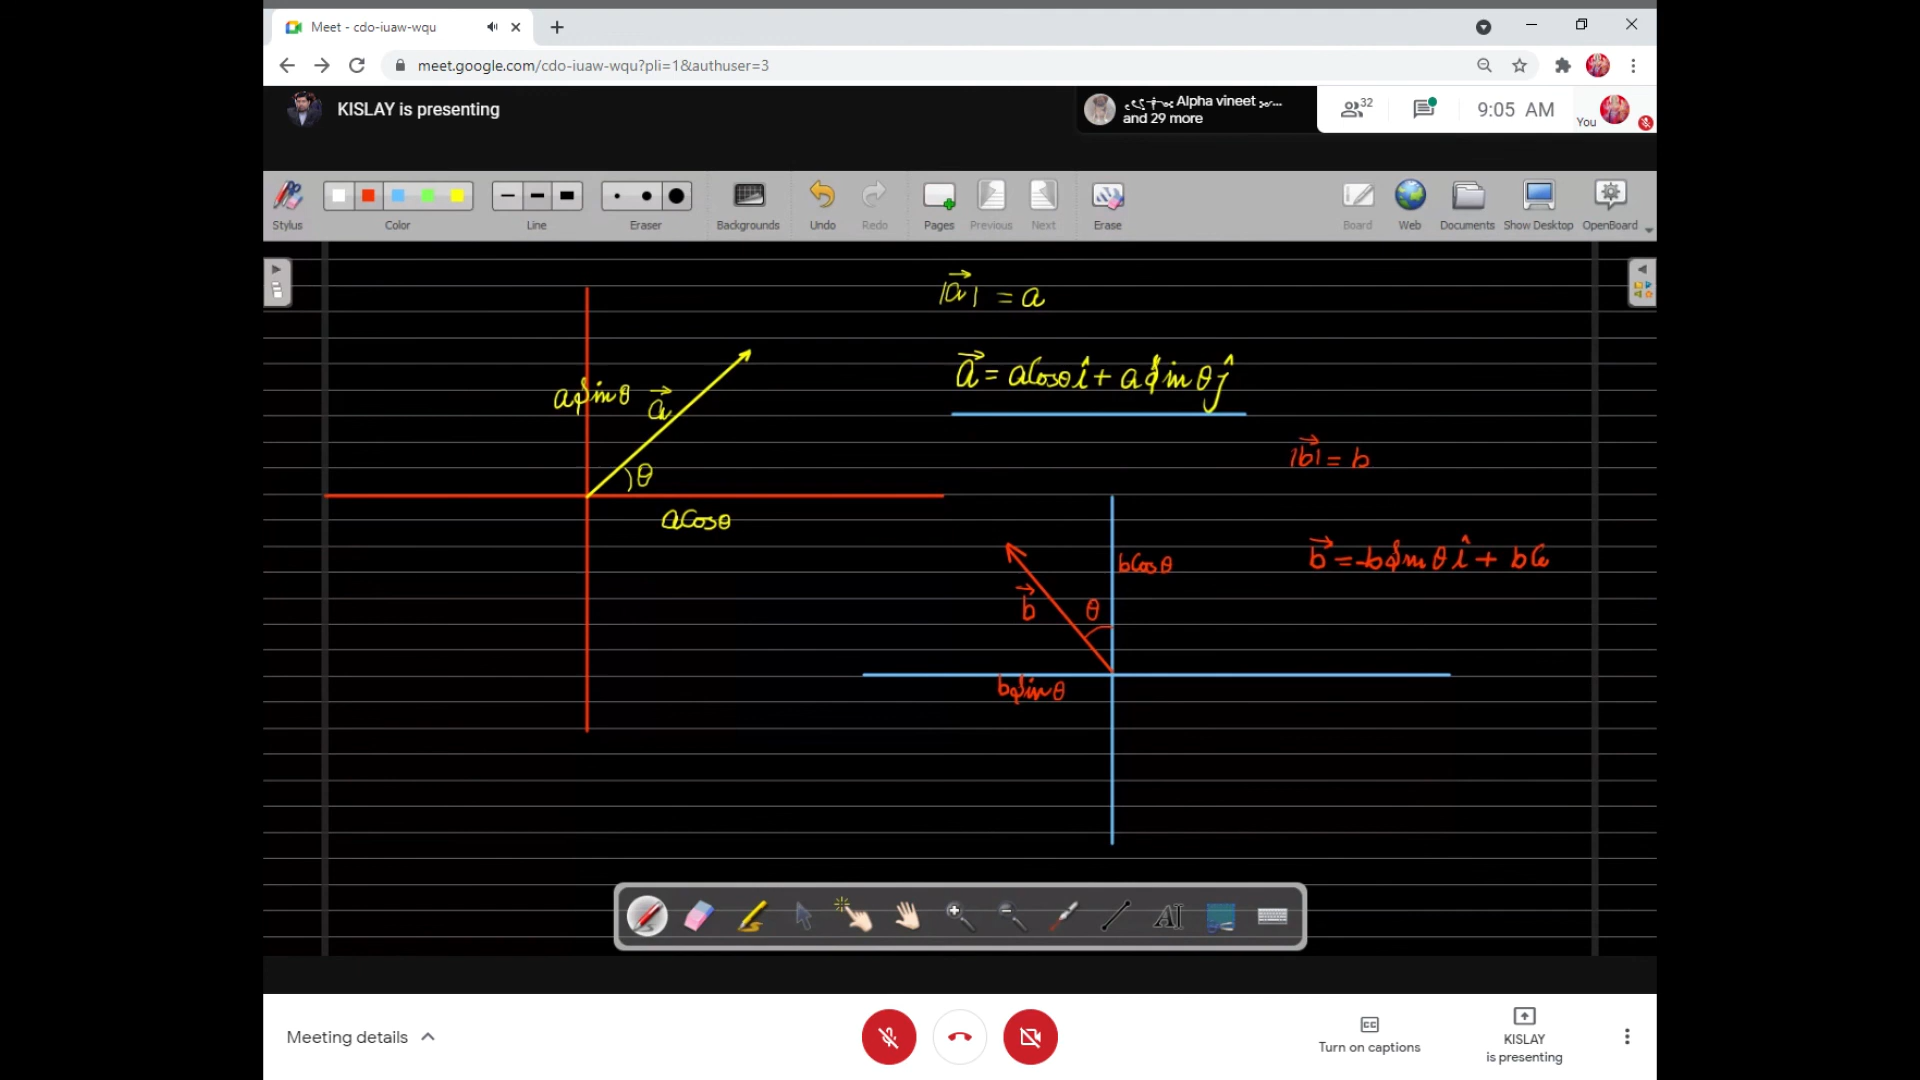 Meet - cdo-iuaw-wqu
meet.google.com/cdo-iuaw-wqu?pli=1&authuser=3
KISLAY is presenting
Alpha vineet
and 29 more
32
9:05 AM
You
Stylus
Color
Line
Eraser
Backgrounds
Undo
Redo
Pages
Previous
Next
Erase
Board
Web
Documents
Show Desktop
OpenBoard
|a⃗| = a
a⃗ = a Cosθ î + a Sin θ ĵ
a Sin θ
a⃗
θ
a Cosθ
|b⃗| = b
b⃗ = -b Sin θ î + b Co
b Cos θ
b⃗
θ
b Sin θ
Meeting details
Turn on captions
KISLAY
is presenting